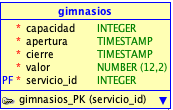 gimnasios
* capacidad INTEGER
* apertura TIMESTAMP
* cierre TIMESTAMP
* valor NUMBER (12,2)
PF * servicio_id INTEGER
gimnasios_PK (servicio_id)